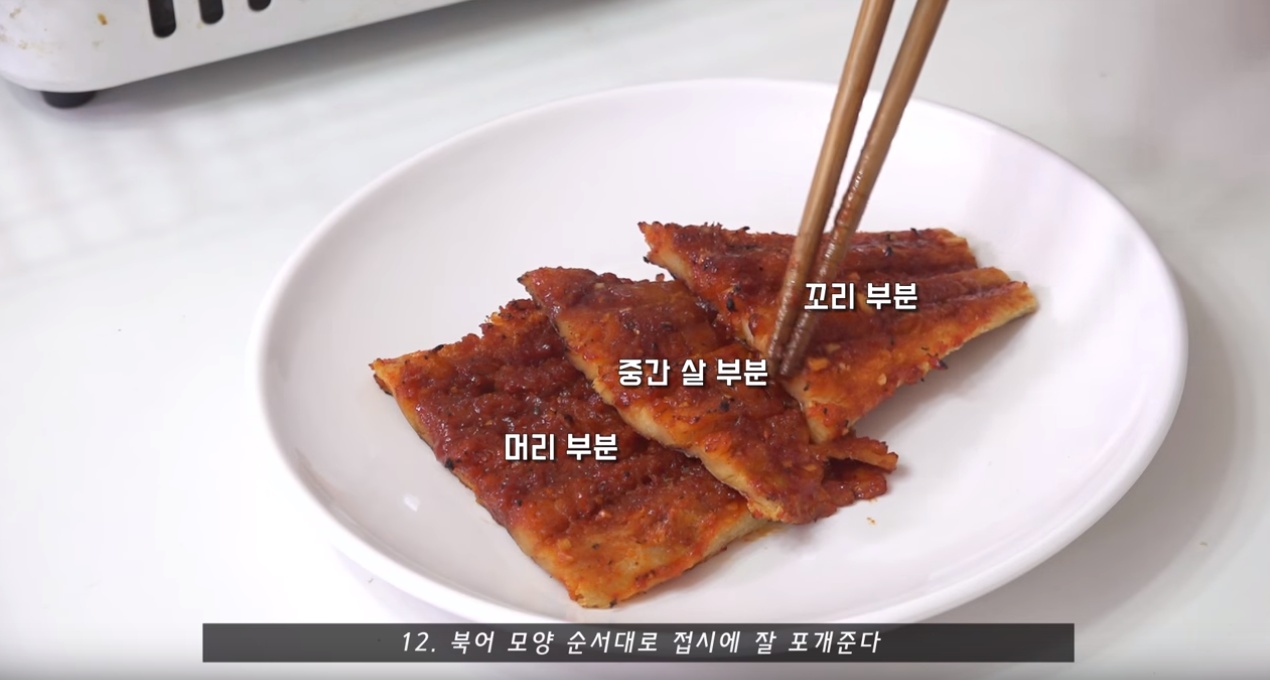 꼬리 부분
중간 살 부분
머리 부분
12. 북어 모양 순서대로 접시에 잘 포개준다